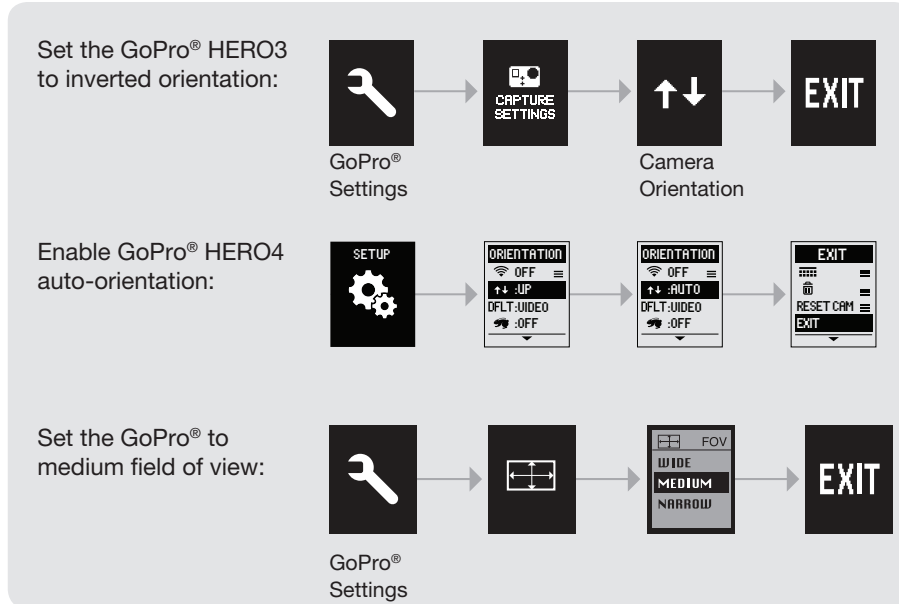 Set the GoPro® HERO3
to inverted orientation:
CAPTURE
SETTINGS
EXIT
GoPro®
Settings
Camera
Orientation
Enable GoPro® HERO4
auto-orientation:
SETUP
ORIENTATION
OFF
:UP
DFLT:VIDEO
:OFF
ORIENTATION
OFF
:AUTO
DFLT:VIDEO
:OFF
EXIT
RESET CAM
EXIT
Set the GoPro® to
medium field of view:
FOV
WIDE
MEDIUM
NARROW
EXIT
GoPro®
Settings